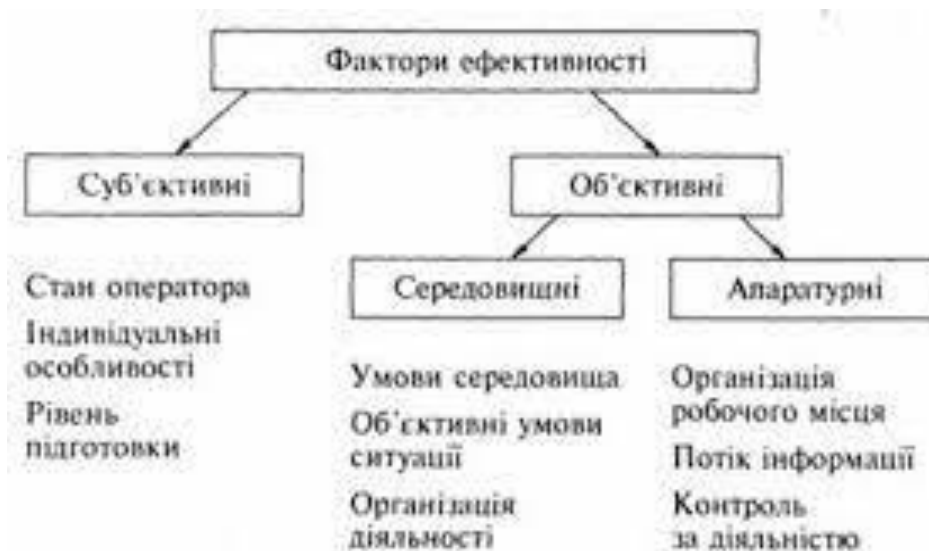 Фактори ефективності
Суб'єктивні
Об'єктивні
Стан оператора
Індивідуальні
особливості
Рівень
підготовки
Середовищні
Апаратурні
Умови середовища
Об'єктивні умови
ситуації
Організація
діяльності
Організація
робочого місця
Потік інформації
Контроль
за діяльністю